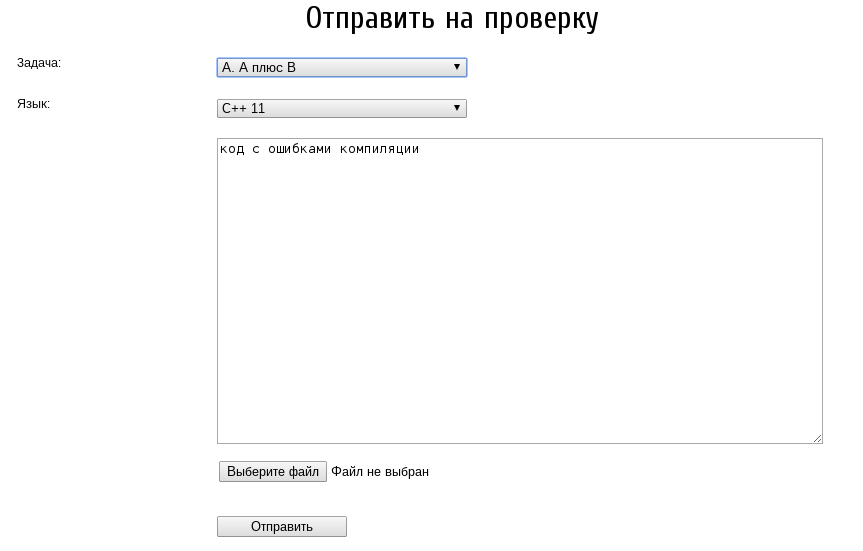 Отправить на проверку
Задача:
A. А плюс В
Язык:
C++ 11
код с ошибками компиляции
Выберите файл Файл не выбран
Отправить